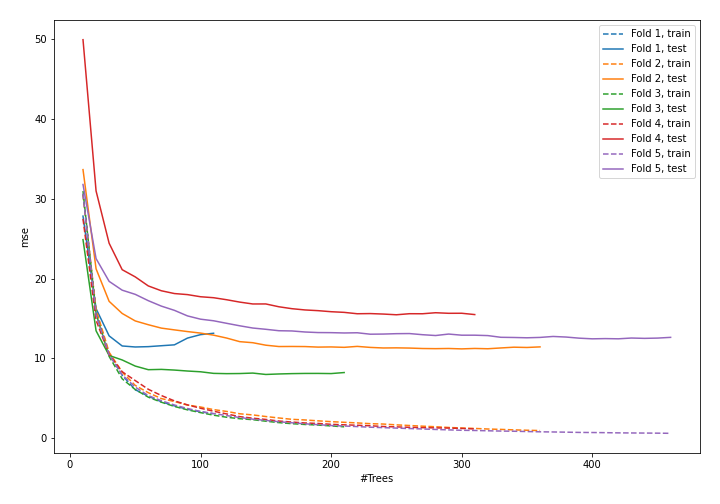 50
40
30
20
10
0
mse
0
100
200
300
400
#Trees
Fold 1, train
Fold 1, test
Fold 2, train
Fold 2, test
Fold 3, train
Fold 3, test
Fold 4, train
Fold 4, test
Fold 5, train
Fold 5, test